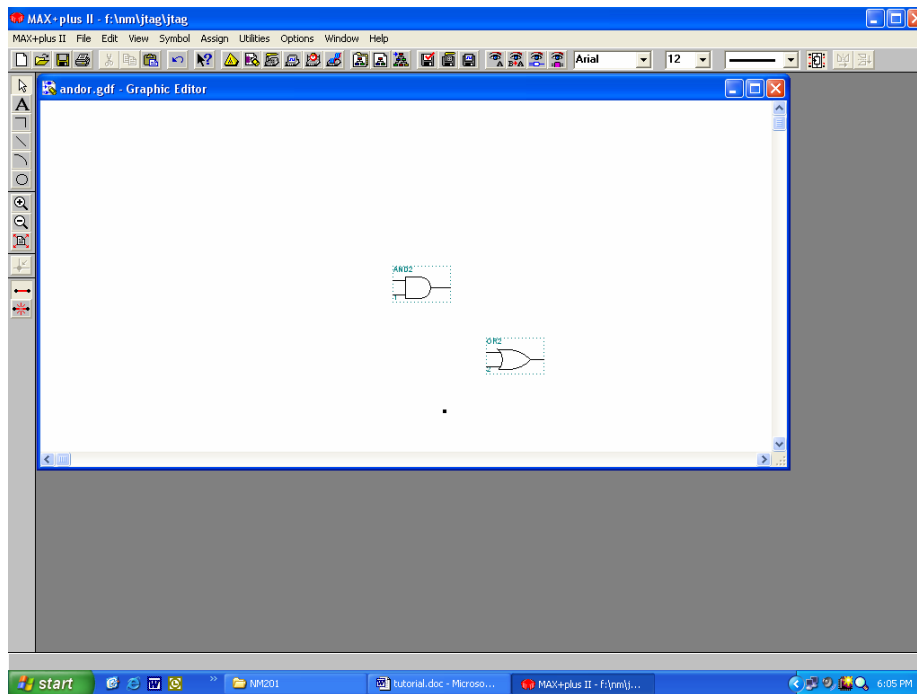 MAX+plus II - f:\nm\jtag\jtag
MAX+plus II File Edit View Symbol Assign Utilities Options Window Help
Arial 12
andor.gdf - Graphic Editor
AND2
1
OR2
2
start NM201 tutorial.doc - Microso... MAX+plus II - f:\nm\j... 6:05 PM